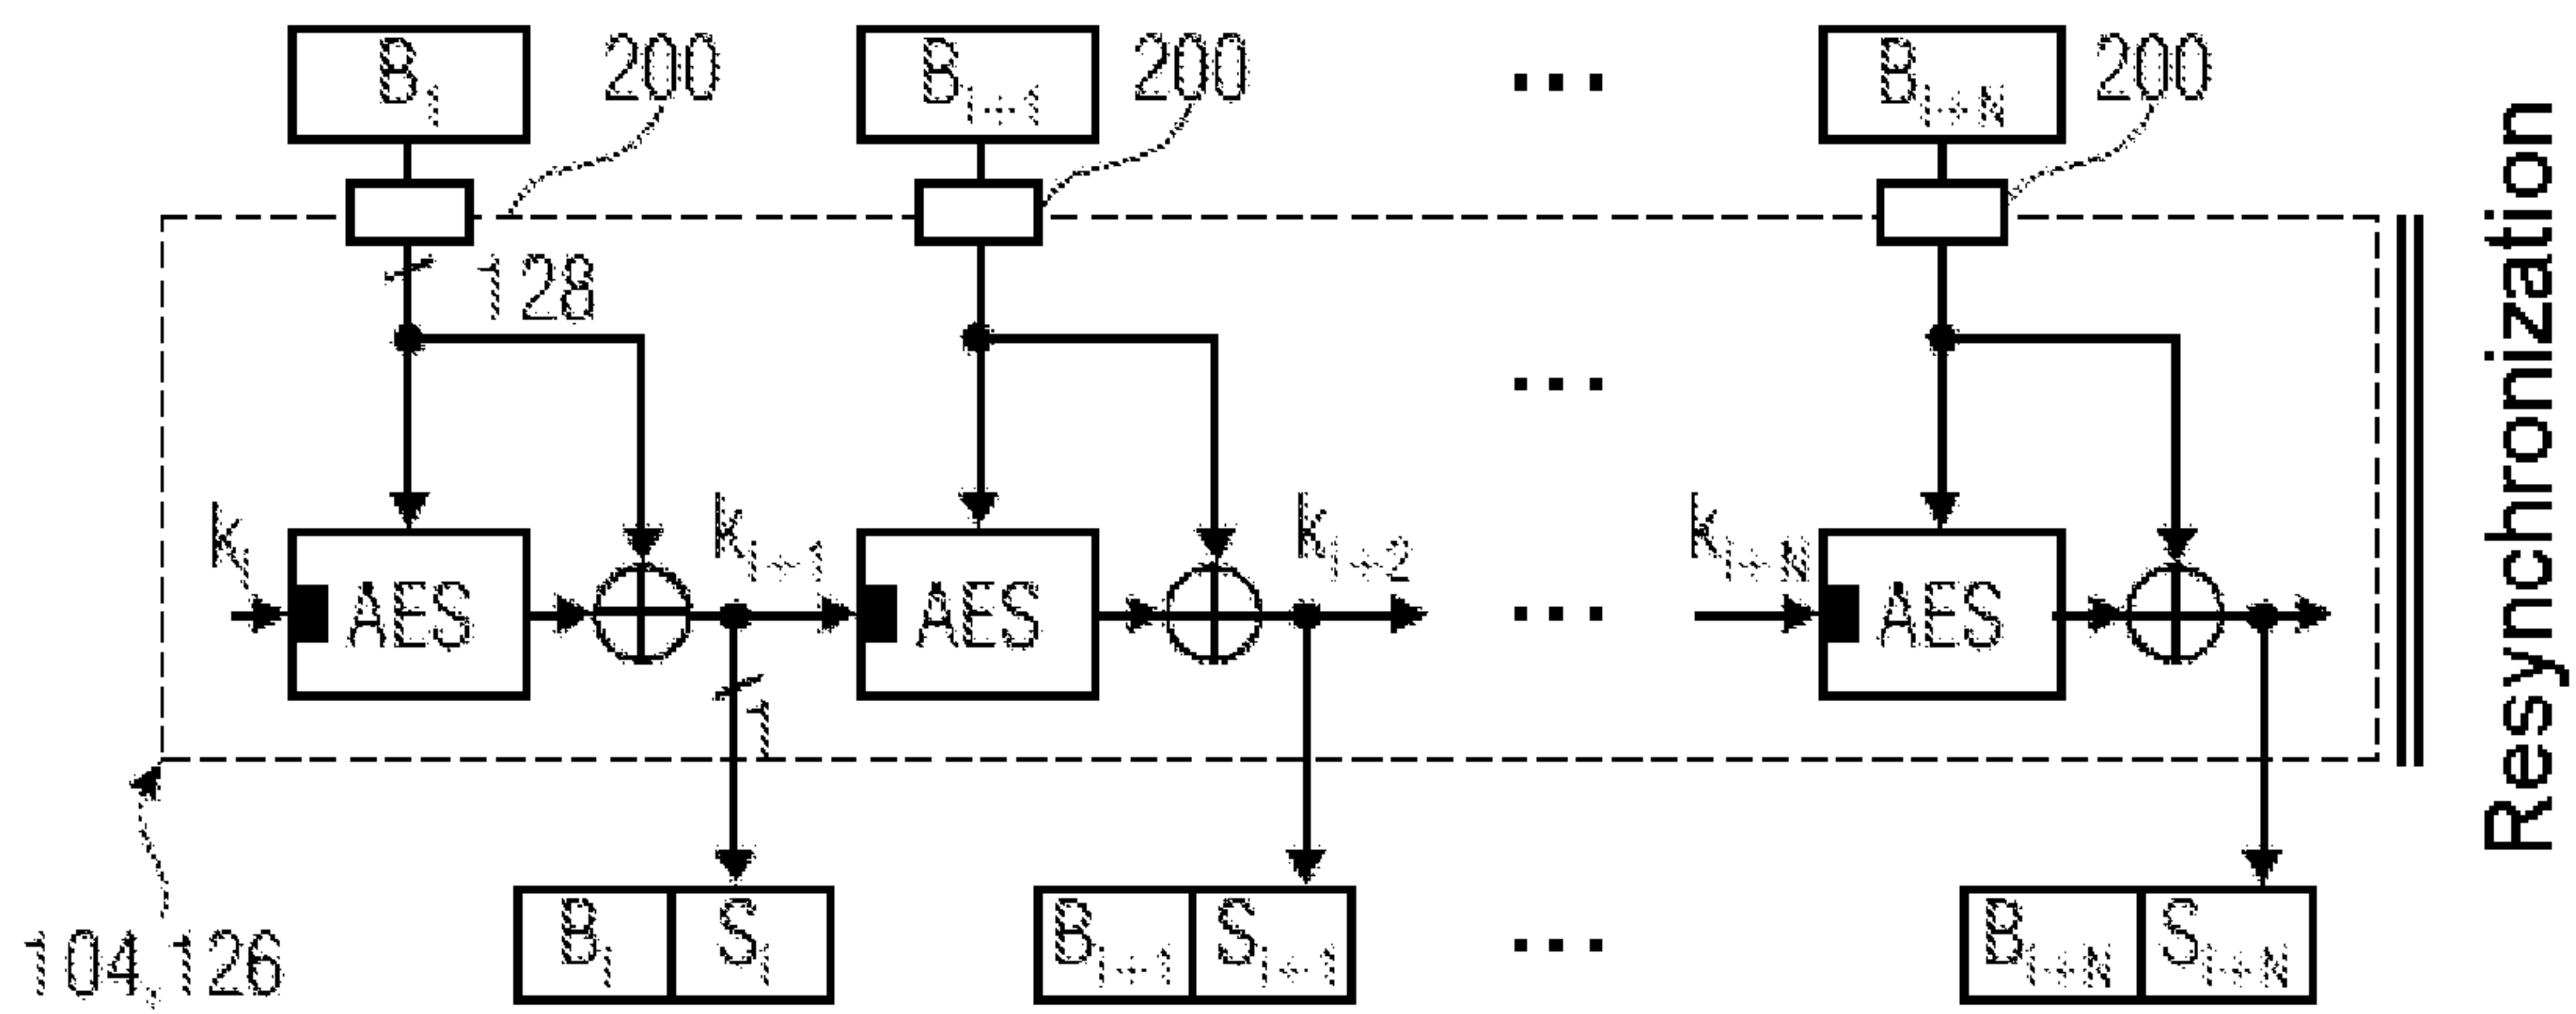 B_i 200 B_{i+1} 200 ... B_{i+N} 200
128
...
k_i k_{i+1} k_{i+2} k_{i+N}
AES AES ... AES
1
104,126
B_i S_i B_{i+1} S_{i+1} ... B_{i+N} S_{i+N}
Resynchronization